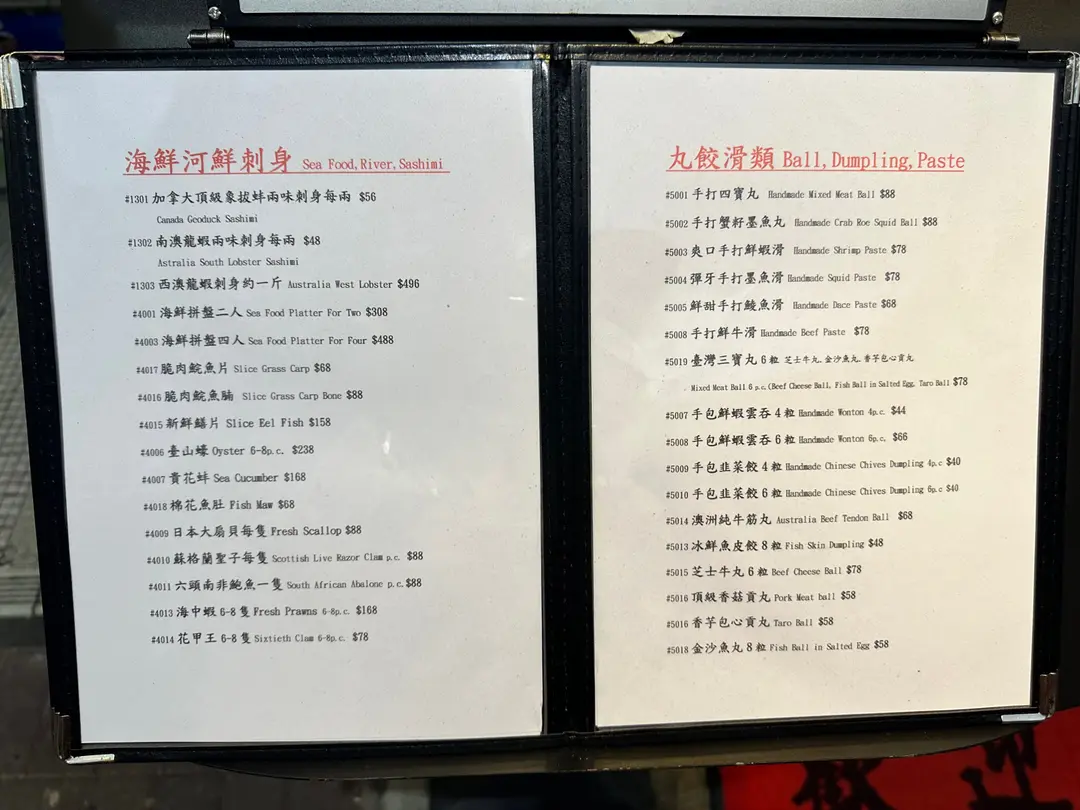 海鮮河鮮刺身 Sea Food,River,Sashimi
#1301 加拿大頂級象拔蚌兩味刺身每兩 $56
Canada Geoduck Sashimi
#1302 南澳龍蝦兩味刺身每兩 $48
Astralia South Lobster Sashimi
#1303 西澳龍蝦刺身約一斤 Australia West Lobster $496
#4001 海鮮拼盤二人 Sea Food Platter For Two $308
#4003 海鮮拼盤四人 Sea Food Platter For Four $488
#4017 脆肉鯇魚片 Slice Grass Carp $68
#4016 脆肉鯇魚腩 Slice Grass Carp Bone $88
#4015 新鮮鱔片 Slice Eel Fish $158
#4006 臺山蠔 Oyster 6-8p.c. $238
#4007 貴花蚌 Sea Cucumber $168
#4018 棉花魚肚 Fish Maw $68
#4009 日本大扇貝每隻 Fresh Scallop $88
#4010 蘇格蘭聖子每隻 Scottish Live Razor Clam p.c. $88
#4011 六頭南非鮑魚一隻 South African Abalone p.c. $88
#4013 海中蝦 6-8 隻 Fresh Prawns 6-8p.c. $168
#4014 花甲王 6-8 隻 Sixtieth Clam 6-8p.c. $78
丸餃滑類 Ball,Dumpling,Paste
#5001 手打四寶丸 Handmade Mixed Meat Ball $88
#5002 手打蟹籽墨魚丸 Handmade Crab Roe Squid Ball $88
#5003 爽口手打鮮蝦滑 Handmade Shrimp Paste $78
#5004 彈牙手打墨魚滑 Handmade Squid Paste $78
#5005 鮮甜手打鯪魚滑 Handmade Dace Paste $68
#5008 手打鮮牛滑 Handmade Beef Paste $78
#5019 臺灣三寶丸 6 粒 芝士牛丸. 金沙魚丸. 香芋包心貢丸
Mixed Meat Ball 6 p.c. (Beef Cheese Ball, Fish Ball in Salted Egg, Taro Ball $78
#5007 手包鮮蝦雲吞 4 粒 Handmade Wonton 4p.c. $44
#5008 手包鮮蝦雲吞 6 粒 Handmade Wonton 6p.c. $66
#5009 手包韭菜餃 4 粒 Handmade Chinese Chives Dumpling 4p.c $40
#5010 手包韭菜餃 6 粒 Handmade Chinese Chives Dumpling 6p.c $40
#5014 澳洲純牛筋丸 Australia Beef Tendon Ball $68
#5013 冰鮮魚皮餃 8 粒 Fish Skin Dumpling $48
#5015 芝士牛丸 6 粒 Beef Cheese Ball $78
#5016 頂級香菇貢丸 Pork Meat ball $58
#5016 香芋包心貢丸 Taro Ball $58
#5018 金沙魚丸 8 粒 Fish Ball in Salted Egg $58